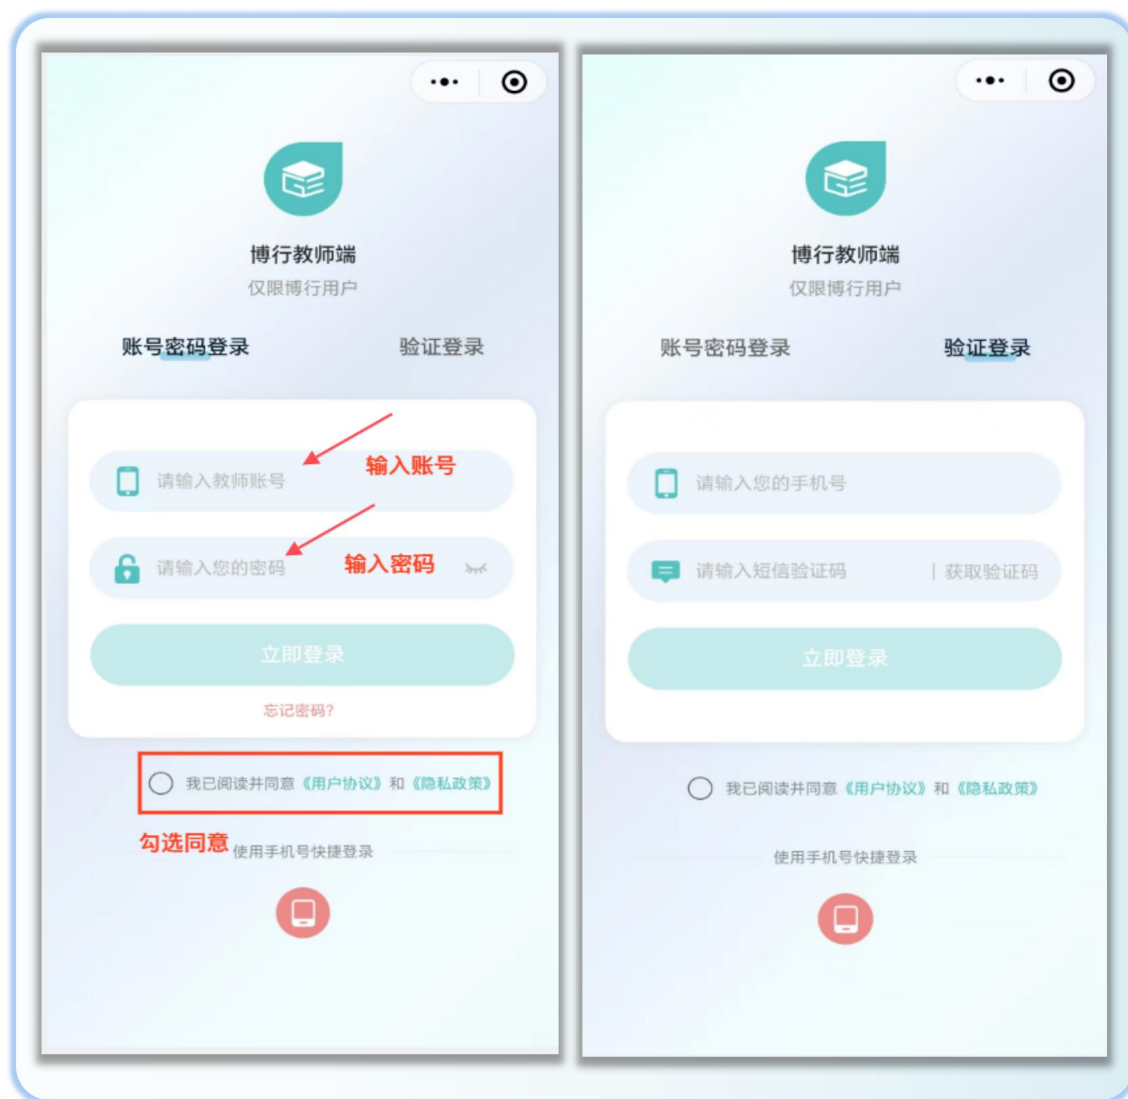 博行教师端
仅限博行用户
账号密码登录 验证登录
输入账号
请输入教师账号
请输入您的密码 输入密码
立即登录
忘记密码?
我已阅读并同意《用户协议》和《隐私政策》
勾选同意
使用手机号快捷登录
博行教师端
仅限博行用户
账号密码登录 验证登录
请输入您的手机号
请输入短信验证码 | 获取验证码
立即登录
我已阅读并同意《用户协议》和《隐私政策》
使用手机号快捷登录